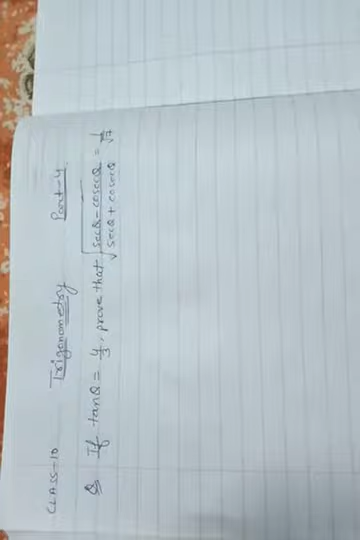 CLASS-10 Trigonometry Part-4
Q If tanθ = 4/3, prove that √(secθ - cosecθ / secθ + cosecθ) = 1/√7